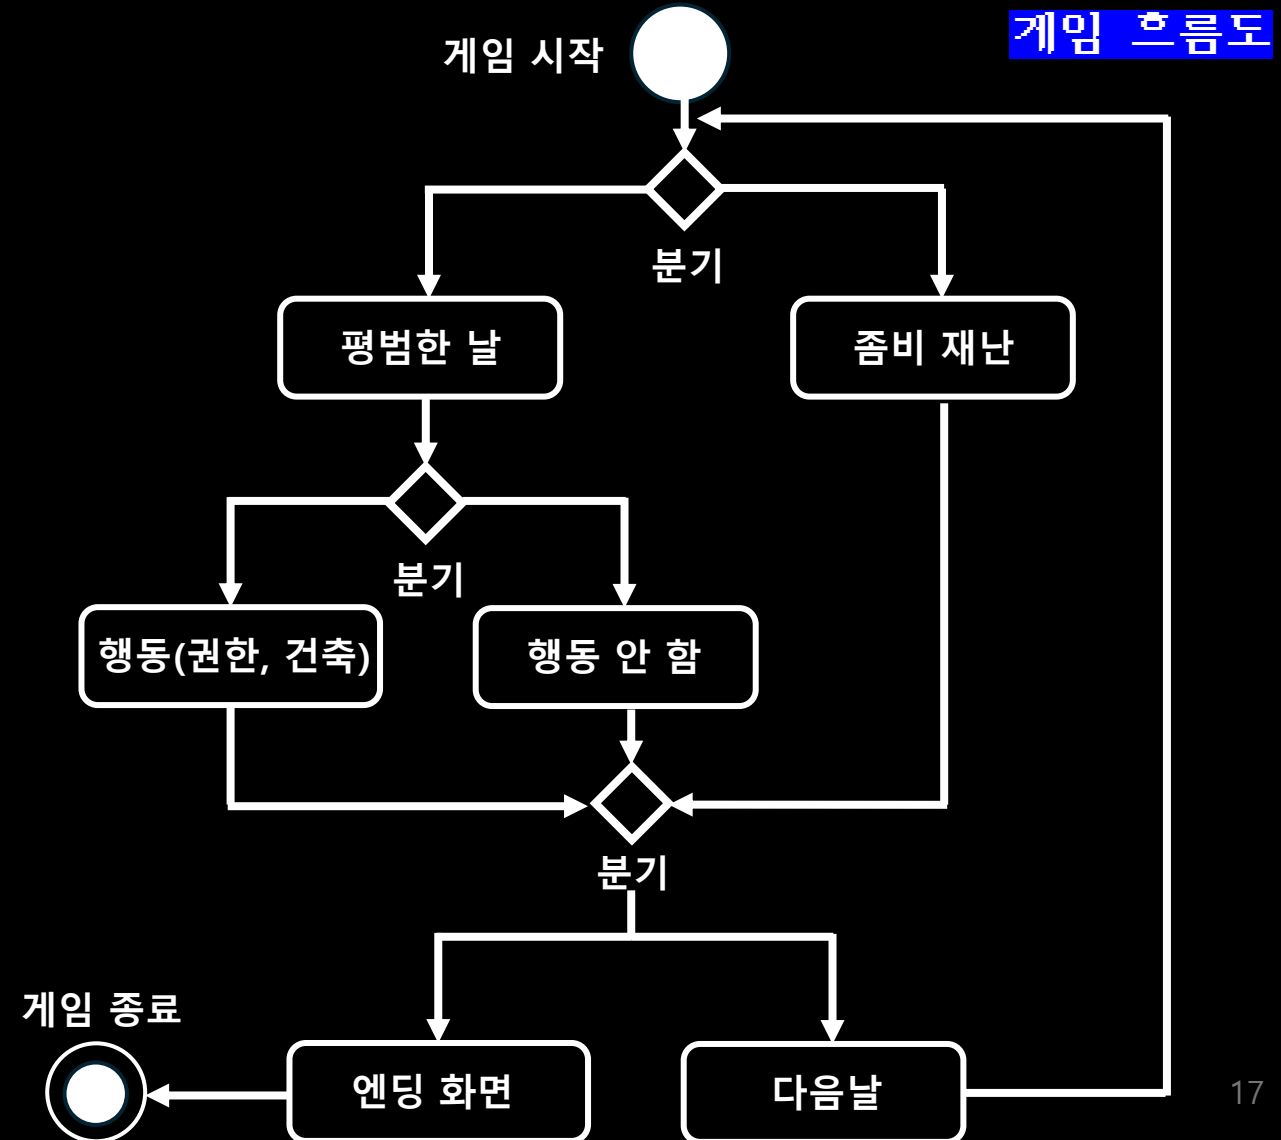 게임 흐름도
게임 시작
분기
평범한 날
좀비 재난
분기
행동(권한, 건축)
행동 안 함
분기
게임 종료
엔딩 화면
다음날
17